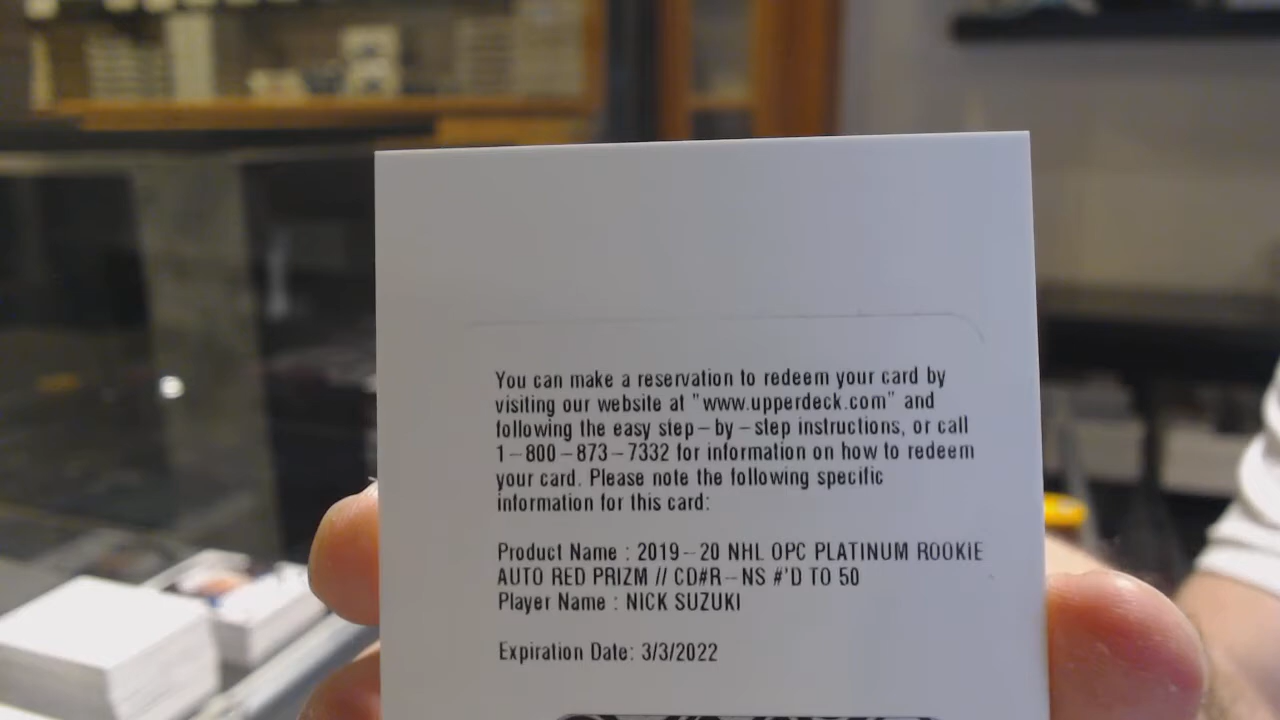 You can make a reservation to redeem your card by
visiting our website at "www.upperdeck.com" and
following the easy step-by-step instructions, or call
1-800-873-7332 for information on how to redeem
your card. Please note the following specific
information for this card:
Product Name : 2019-20 NHL OPC PLATINUM ROOKIE
AUTO RED PRIZM // CD#R-NS #'D TO 50
Player Name : NICK SUZUKI
Expiration Date: 3/3/2022